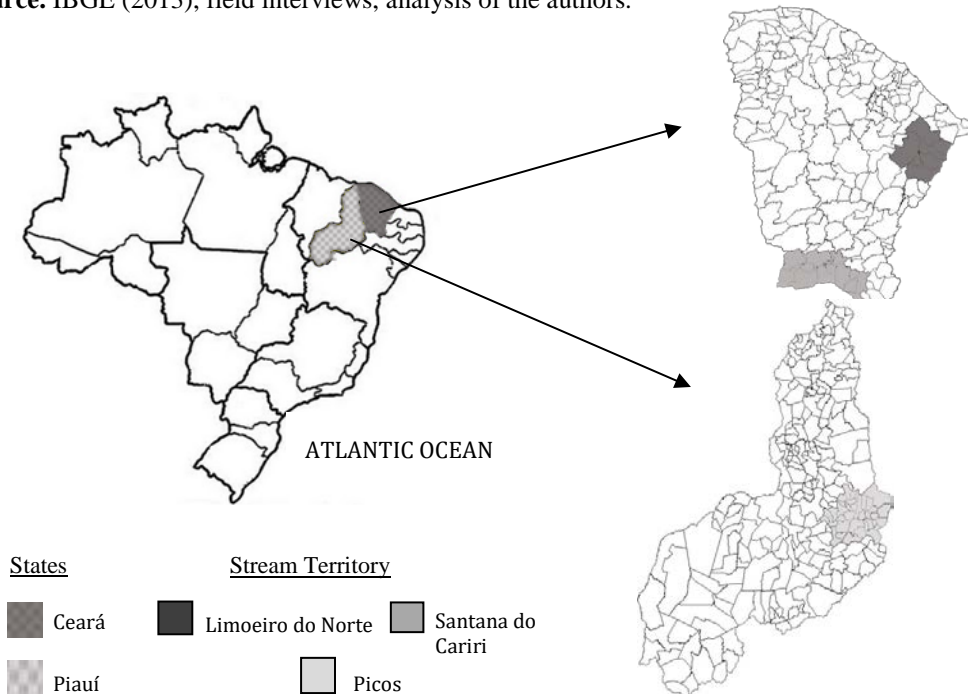 IBGE (2015), field interviews, analysis of the authors.
ATLANTIC OCEAN
States
Stream Territory
Ceará
Limoeiro do Norte
Santana do
Cariri
Piauí
Picos